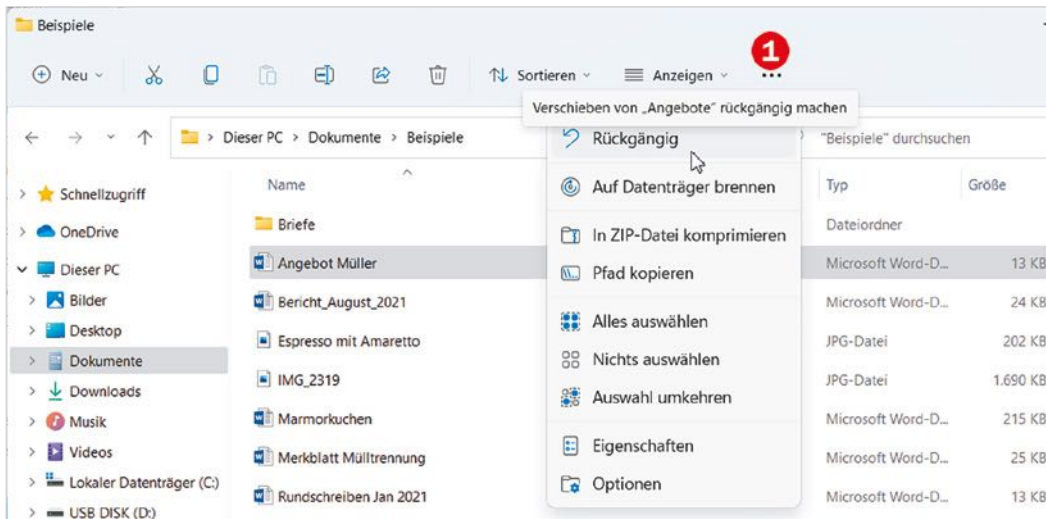 Beispiele
1
Neu
Sortieren
Anzeigen
Verschieben von „Angebote“ rückgängig machen
Dieser PC > Dokumente > Beispiele
"Beispiele" durchsuchen
Rückgängig
Auf Datenträger brennen
In ZIP-Datei komprimieren
Pfad kopieren
Alles auswählen
Nichts auswählen
Auswahl umkehren
Eigenschaften
Optionen
Schnellzugriff
OneDrive
Dieser PC
Bilder
Desktop
Dokumente
Downloads
Musik
Videos
Lokaler Datenträger (C:)
USB DISK (D:)
Name Typ Größe
Briefe Dateiordner
Angebot Müller Microsoft Word-D... 13 KB
Bericht_August_2021 Microsoft Word-D... 24 KB
Espresso mit Amaretto JPG-Datei 202 KB
IMG_2319 JPG-Datei 1.690 KB
Marmorkuchen Microsoft Word-D... 215 KB
Merkblatt Mülltrennung Microsoft Word-D... 25 KB
Rundschreiben Jan 2021 Microsoft Word-D... 13 KB